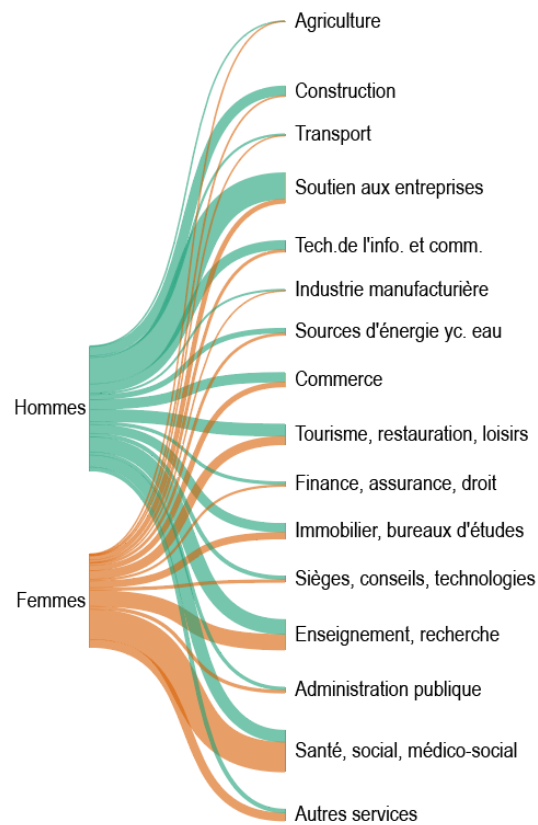 Agriculture
Construction
Transport
Soutien aux entreprises
Tech.de l'info. et comm.
Industrie manufacturière
Sources d'énergie yc. eau
Commerce
Hommes
Tourisme, restauration, loisirs
Finance, assurance, droit
Immobilier, bureaux d'études
Sièges, conseils, technologies
Femmes
Enseignement, recherche
Administration publique
Santé, social, médico-social
Autres services